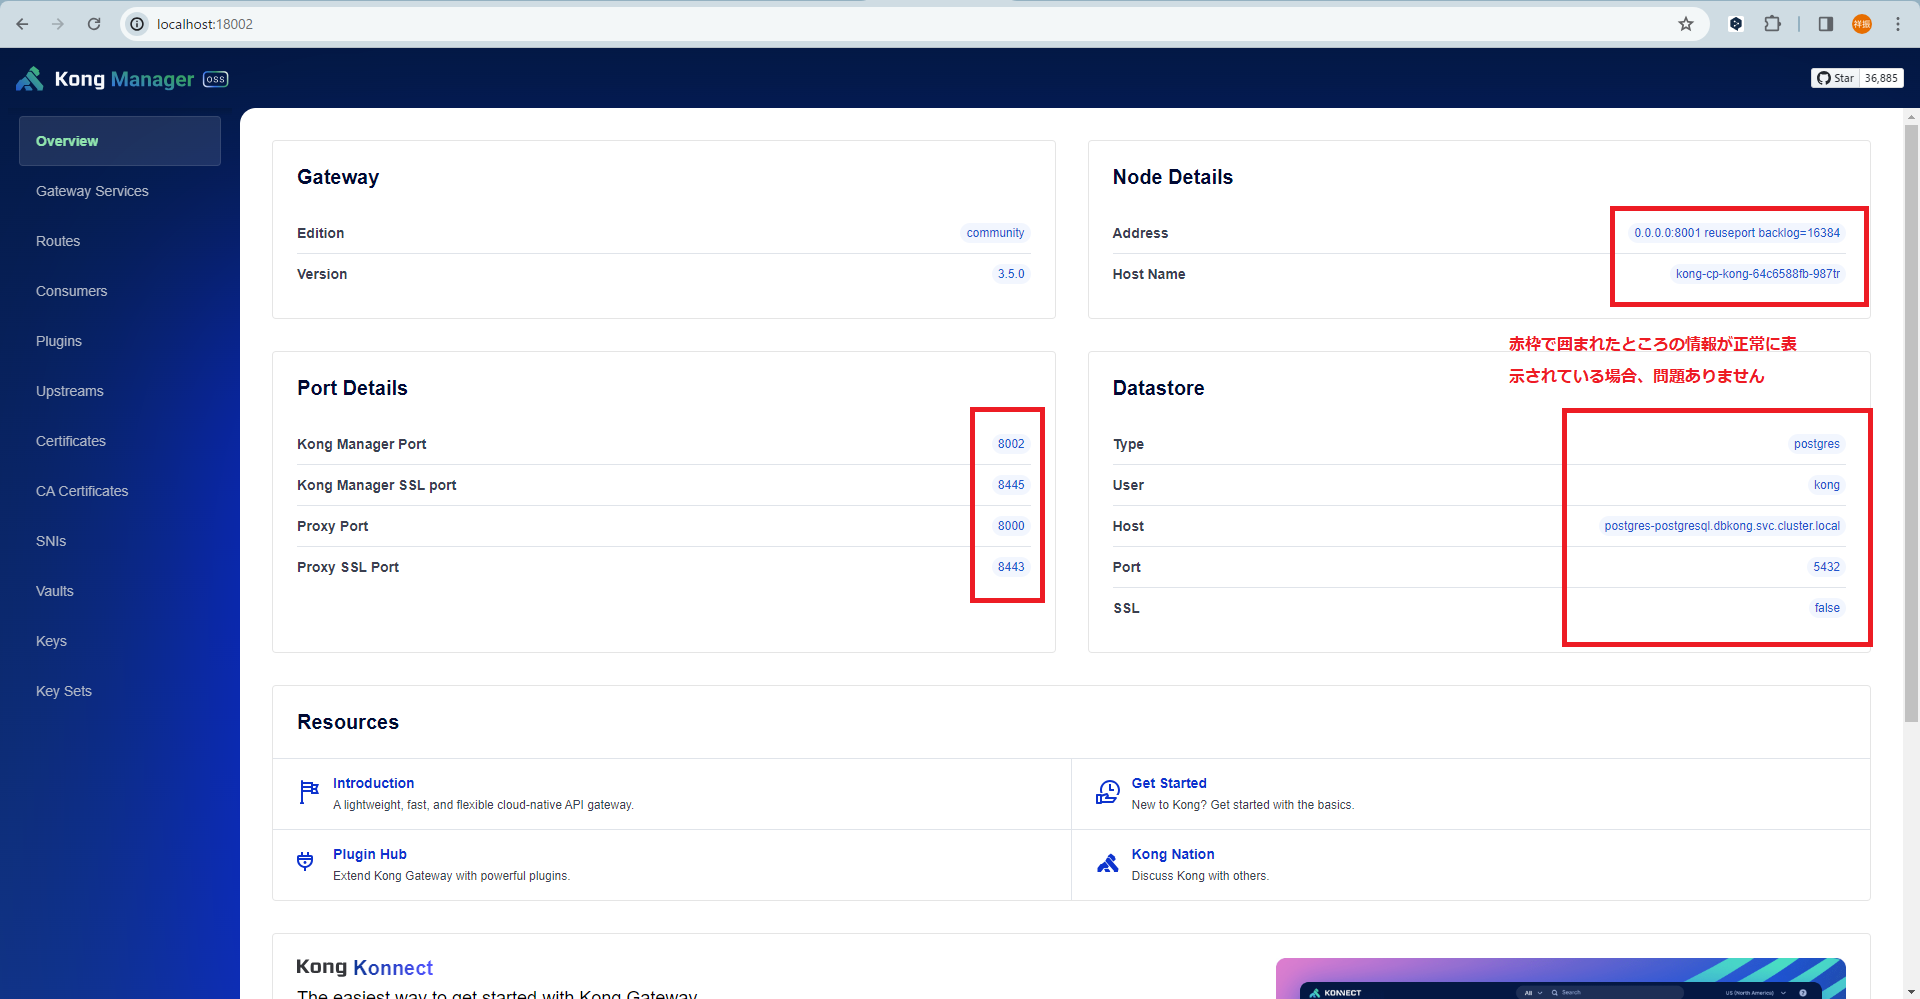 localhost:18002
祥振
Kong Manager OSS
Star 36,885
Overview
Gateway Services
Routes
Consumers
Plugins
Upstreams
Certificates
CA Certificates
SNIs
Vaults
Keys
Key Sets
Gateway
Edition community
Version 3.5.0
Node Details
Address 0.0.0.0:8001 reuseport backlog=16384
Host Name kong-cp-kong-64c6588fb-987tr
赤枠で囲まれたところの情報が正常に表
示されている場合、問題ありません
Port Details
Kong Manager Port 8002
Kong Manager SSL port 8445
Proxy Port 8000
Proxy SSL Port 8443
Datastore
Type postgres
User kong
Host postgres-postgresql.dbkong.svc.cluster.local
Port 5432
SSL false
Resources
Introduction
A lightweight, fast, and flexible cloud-native API gateway.
Get Started
New to Kong? Get started with the basics.
Plugin Hub
Extend Kong Gateway with powerful plugins.
Kong Nation
Discuss Kong with others.
Kong Konnect
The easiest way to get started with Kong Gateway
KONNECT
All
Search
US (North America)